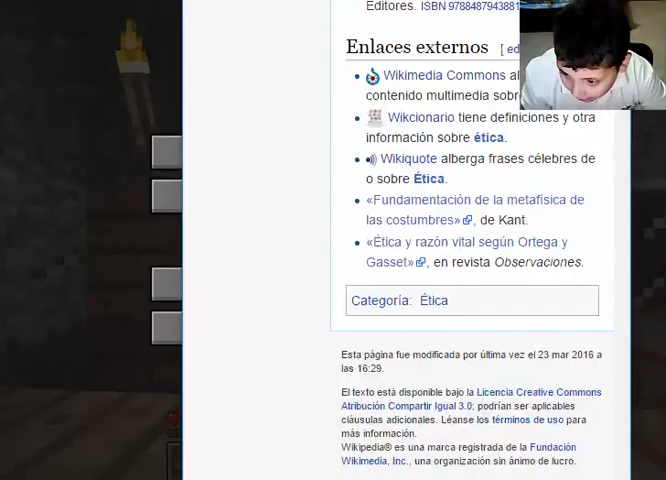 Editores. ISBN 9788487943881
Enlaces externos [ ed
Wikimedia Commons al
contenido multimedia sobr
Wikcionario tiene definiciones y otra
información sobre ética.
Wikiquote alberga frases célebres de
o sobre Ética.
«Fundamentación de la metafísica de
las costumbres», de Kant.
«Ética y razón vital según Ortega y
Gasset», en revista Observaciones.
Categoría: Ética
Esta página fue modificada por última vez el 23 mar 2016 a
las 16:29.
El texto está disponible bajo la Licencia Creative Commons
Atribución Compartir Igual 3.0; podrían ser aplicables
cláusulas adicionales. Léanse los términos de uso para
más información.
Wikipedia® es una marca registrada de la Fundación
Wikimedia, Inc., una organización sin ánimo de lucro.